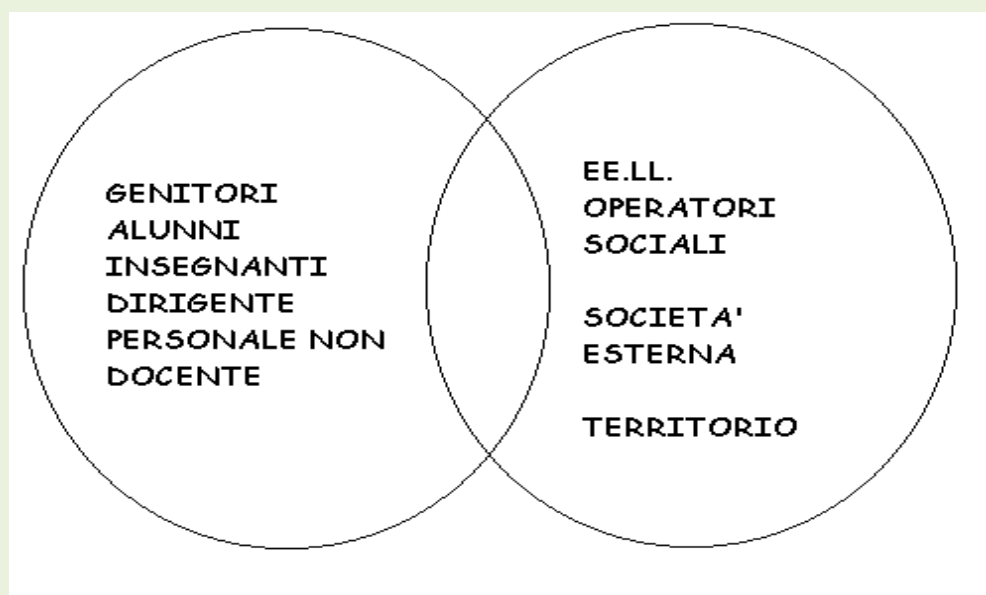 GENITORI
ALUNNI
INSEGNANTI
DIRIGENTE
PERSONALE NON
DOCENTE
EE.LL.
OPERATORI
SOCIALI
SOCIETA'
ESTERNA
TERRITORIO